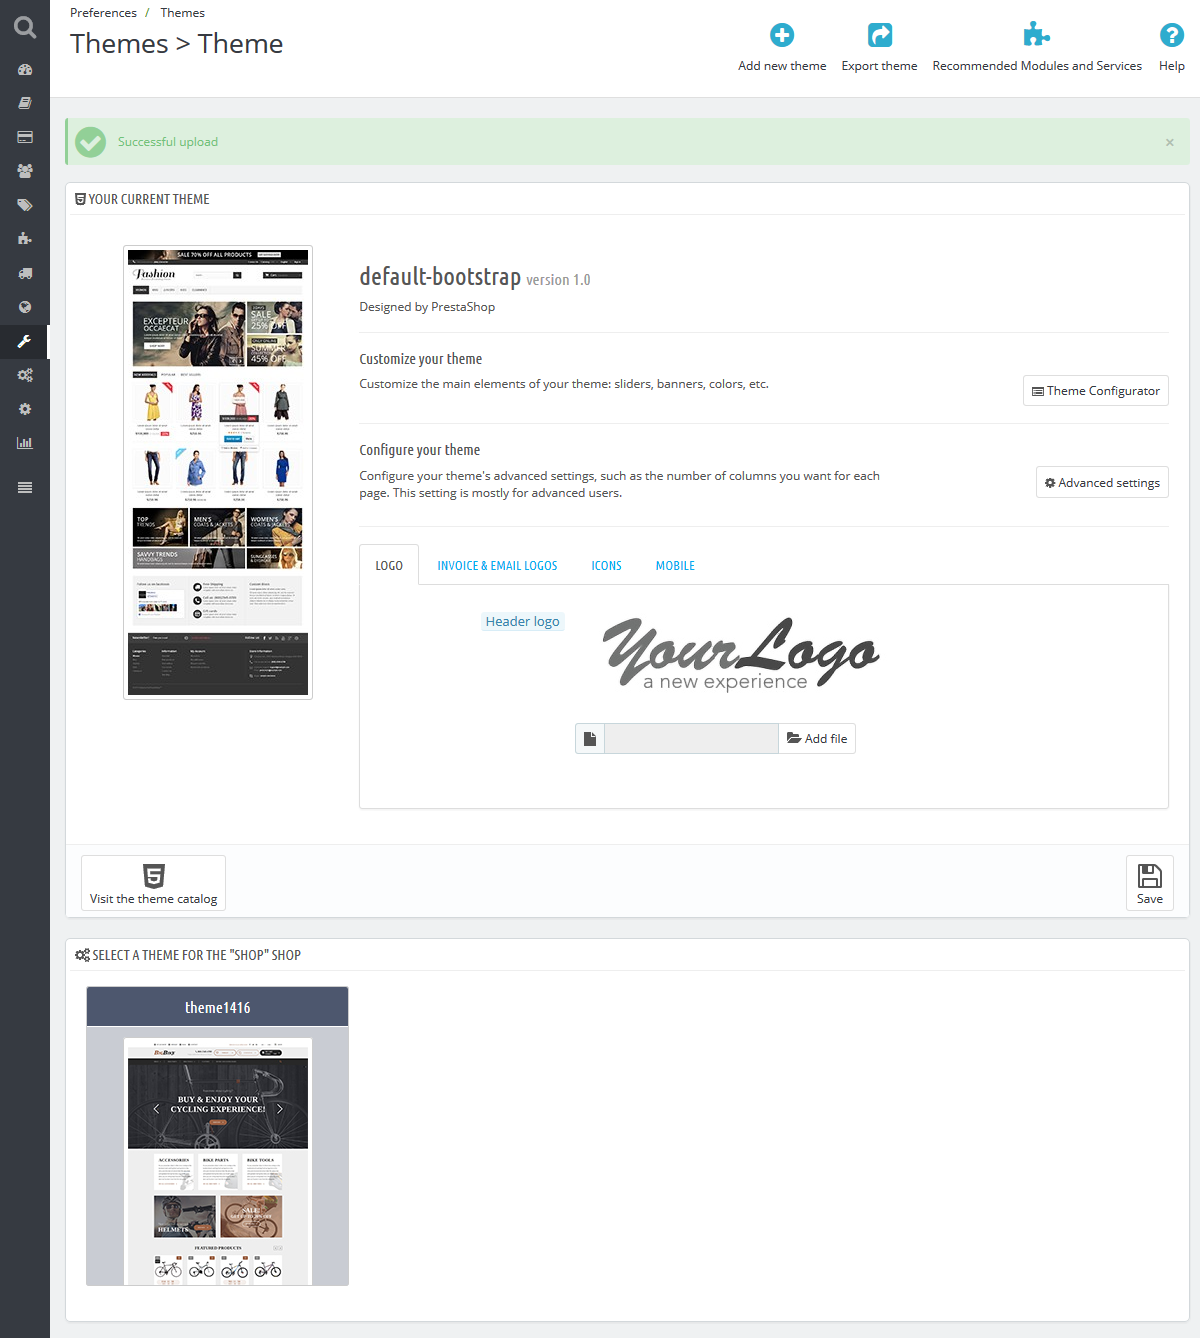 Preferences / Themes
Themes > Theme
Add new theme
Export theme
Recommended Modules and Services
Help
Successful upload
×
YOUR CURRENT THEME
SALE 70% OFF ALL PRODUCTS
Fashion
EXCEPTEUR
OCCAECAT
SALE
25% OFF
SUMMER
45% OFF
TOP
TRENDS
MEN'S
COATS & JACKETS
WOMEN'S
COATS & JACKETS
SAVVY TRENDS
HANDBAGS
SUNGLASSES
default-bootstrap version 1.0
Designed by PrestaShop
Customize your theme
Customize the main elements of your theme: sliders, banners, colors, etc.
Theme Configurator
Configure your theme
Configure your theme's advanced settings, such as the number of columns you want for each
page. This setting is mostly for advanced users.
Advanced settings
LOGO
INVOICE & EMAIL LOGOS
ICONS
MOBILE
Header logo
YourLogo
a new experience
Add file
Visit the theme catalog
Save
SELECT A THEME FOR THE "SHOP" SHOP
theme1416
BUY & ENJOY YOUR
CYCLING EXPERIENCE!
ACCESSORIES
BIKE PARTS
BIKE TOOLS
HELMETS
SALE!
FEATURED PRODUCTS